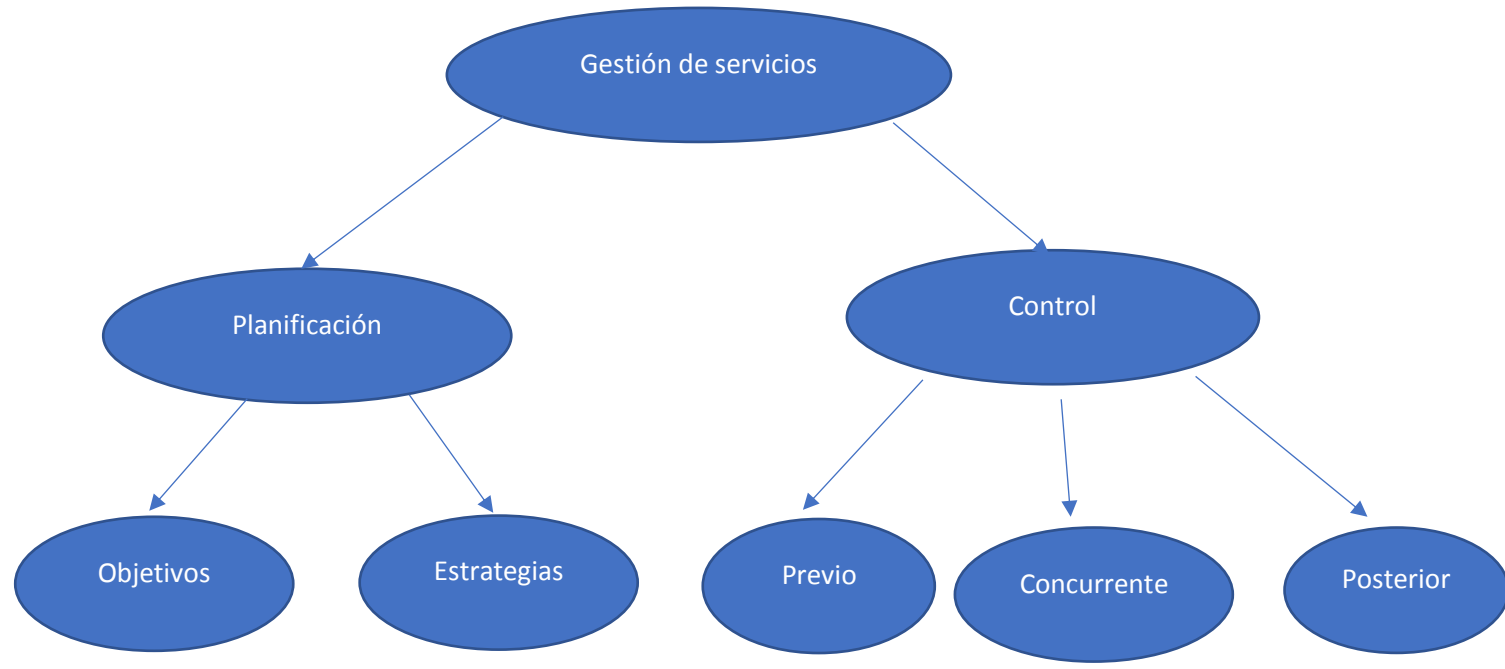 Gestión de servicios
Planificación
Control
Objetivos
Estrategias
Previo
Concurrente
Posterior